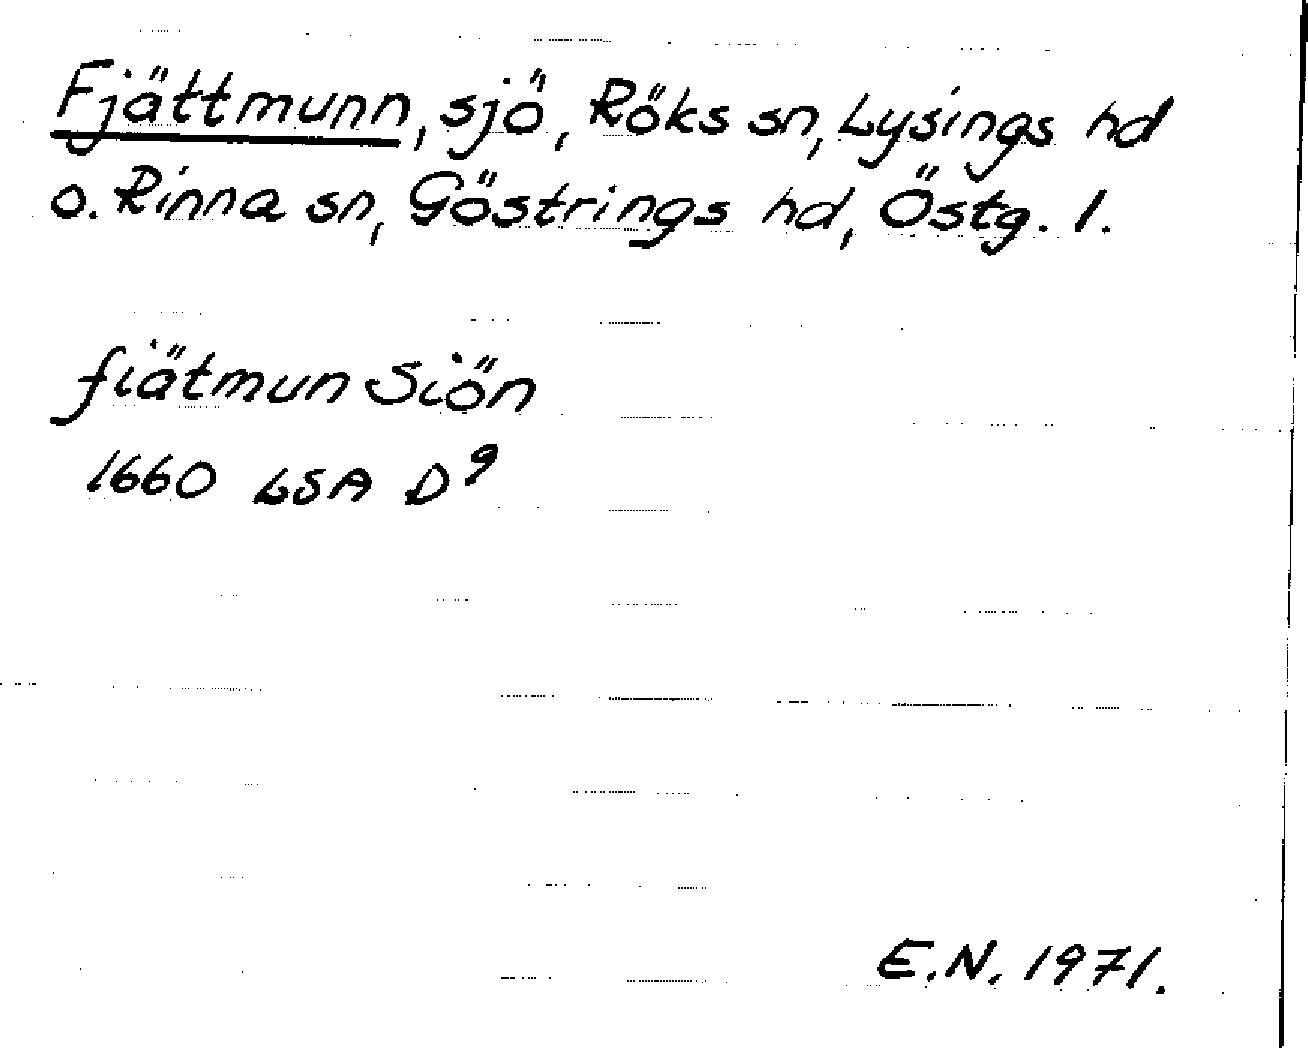 Fjättmunn, sjö, Röks sn, Lysings hd
o. Rinna sn, Göstrings hd, Östg. l.
fiätmun Siön
1660 LSA D⁹
E.N. 1971.